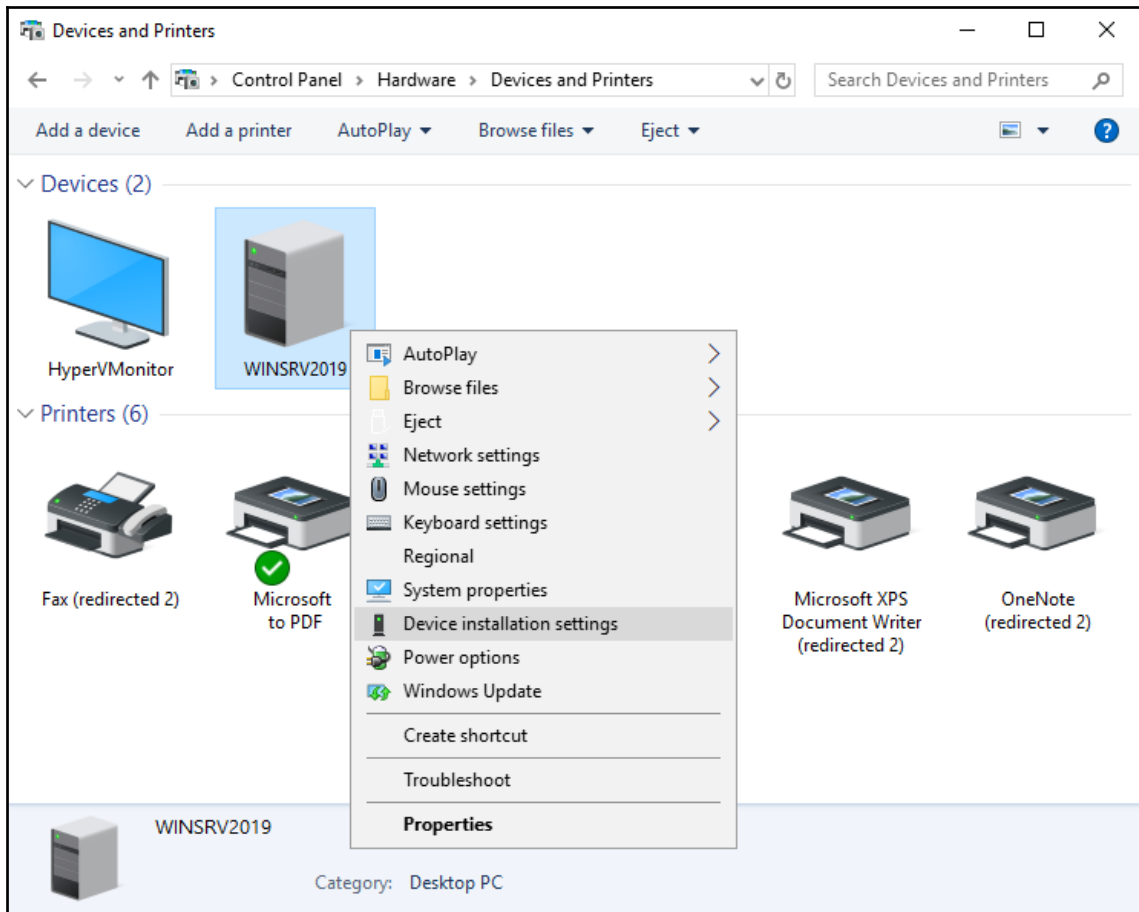 Devices and Printers
Control Panel > Hardware > Devices and Printers
Search Devices and Printers
Add a device
Add a printer
AutoPlay
Browse files
Eject
?
Devices (2)
HyperVMonitor
WINSRV2019
AutoPlay
Browse files
Eject
Network settings
Mouse settings
Keyboard settings
Regional
System properties
Device installation settings
Power options
Windows Update
Create shortcut
Troubleshoot
Properties
Printers (6)
Fax (redirected 2)
Microsoft
to PDF
Microsoft XPS
Document Writer
(redirected 2)
OneNote
(redirected 2)
WINSRV2019
Category: Desktop PC